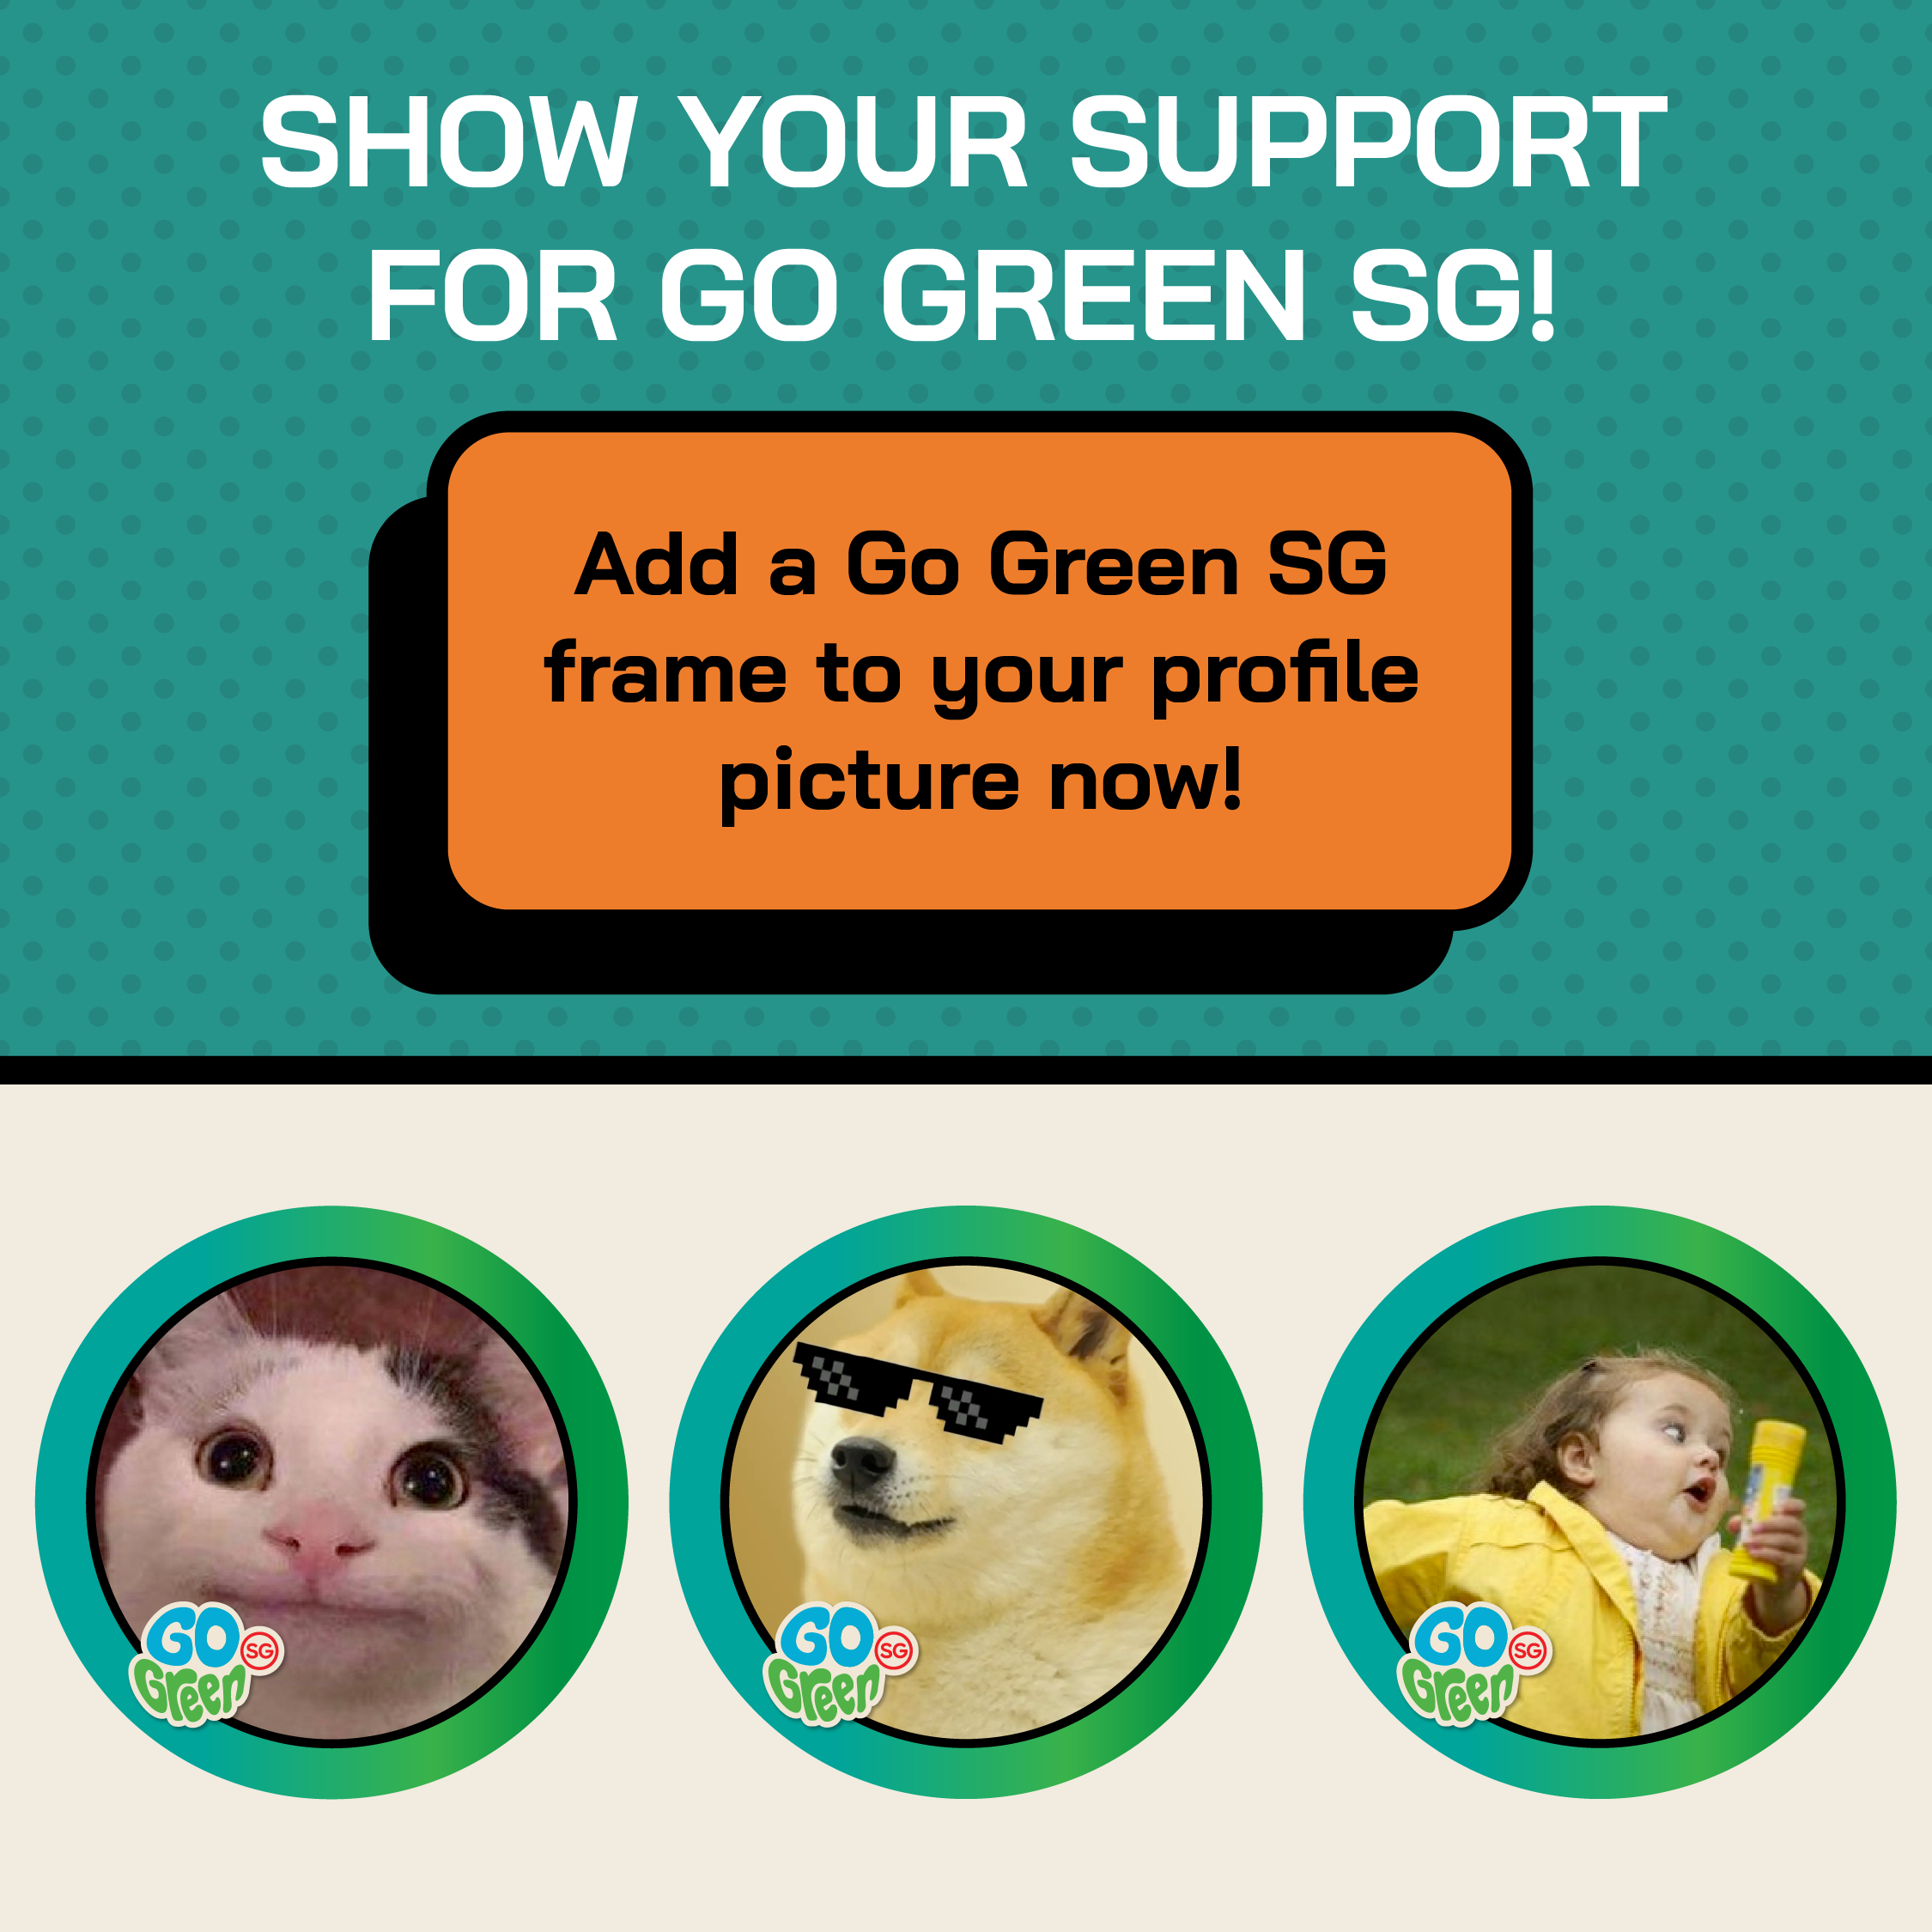 SHOW YOUR SUPPORT
FOR GO GREEN SG!
Add a Go Green SG
frame to your profile
picture now!
GO
SG
Green
GO
SG
Green
GO
SG
Green